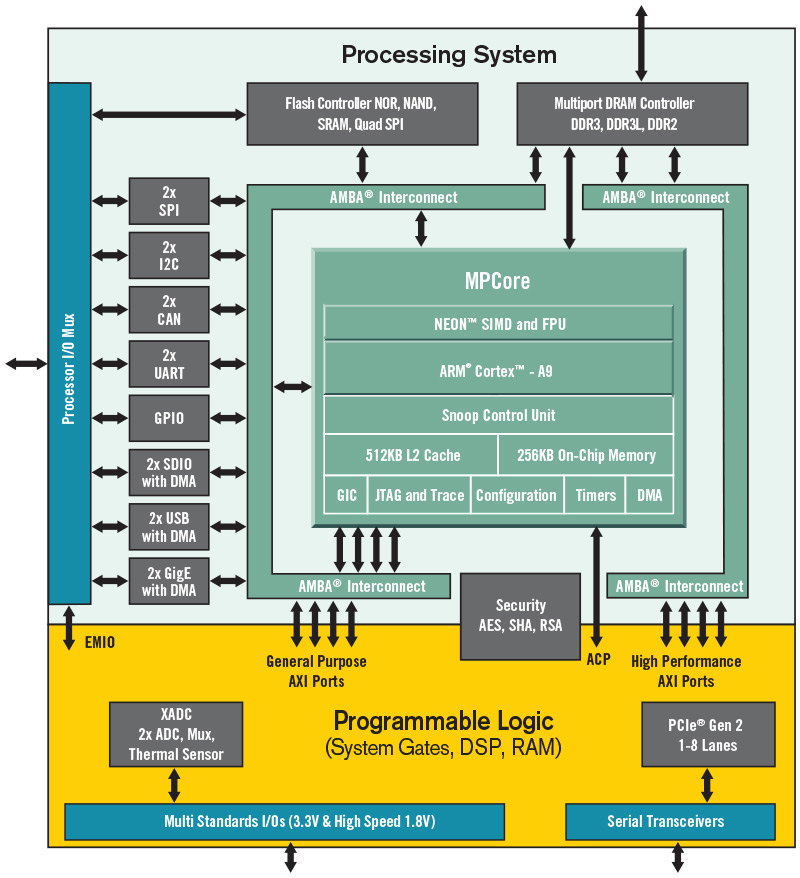 Processing System
Flash Controller NOR, NAND,
SRAM, Quad SPI
Multiport DRAM Controller
DDR3, DDR3L, DDR2
AMBA® Interconnect
AMBA® Interconnect
Processor I/O Mux
2x
SPI
2x
I2C
2x
CAN
2x
UART
GPIO
2x SDIO
with DMA
2x USB
with DMA
2x GigE
with DMA
MPCore
NEON™ SIMD and FPU
ARM® Cortex™ - A9
Snoop Control Unit
512KB L2 Cache
256KB On-Chip Memory
GIC
JTAG and Trace
Configuration
Timers
DMA
AMBA® Interconnect
AMBA® Interconnect
Security
AES, SHA, RSA
EMIO
General Purpose
AXI Ports
ACP
High Performance
AXI Ports
Programmable Logic
(System Gates, DSP, RAM)
XADC
2x ADC, Mux,
Thermal Sensor
PCIe® Gen 2
1-8 Lanes
Multi Standards I/Os (3.3V & High Speed 1.8V)
Serial Transceivers